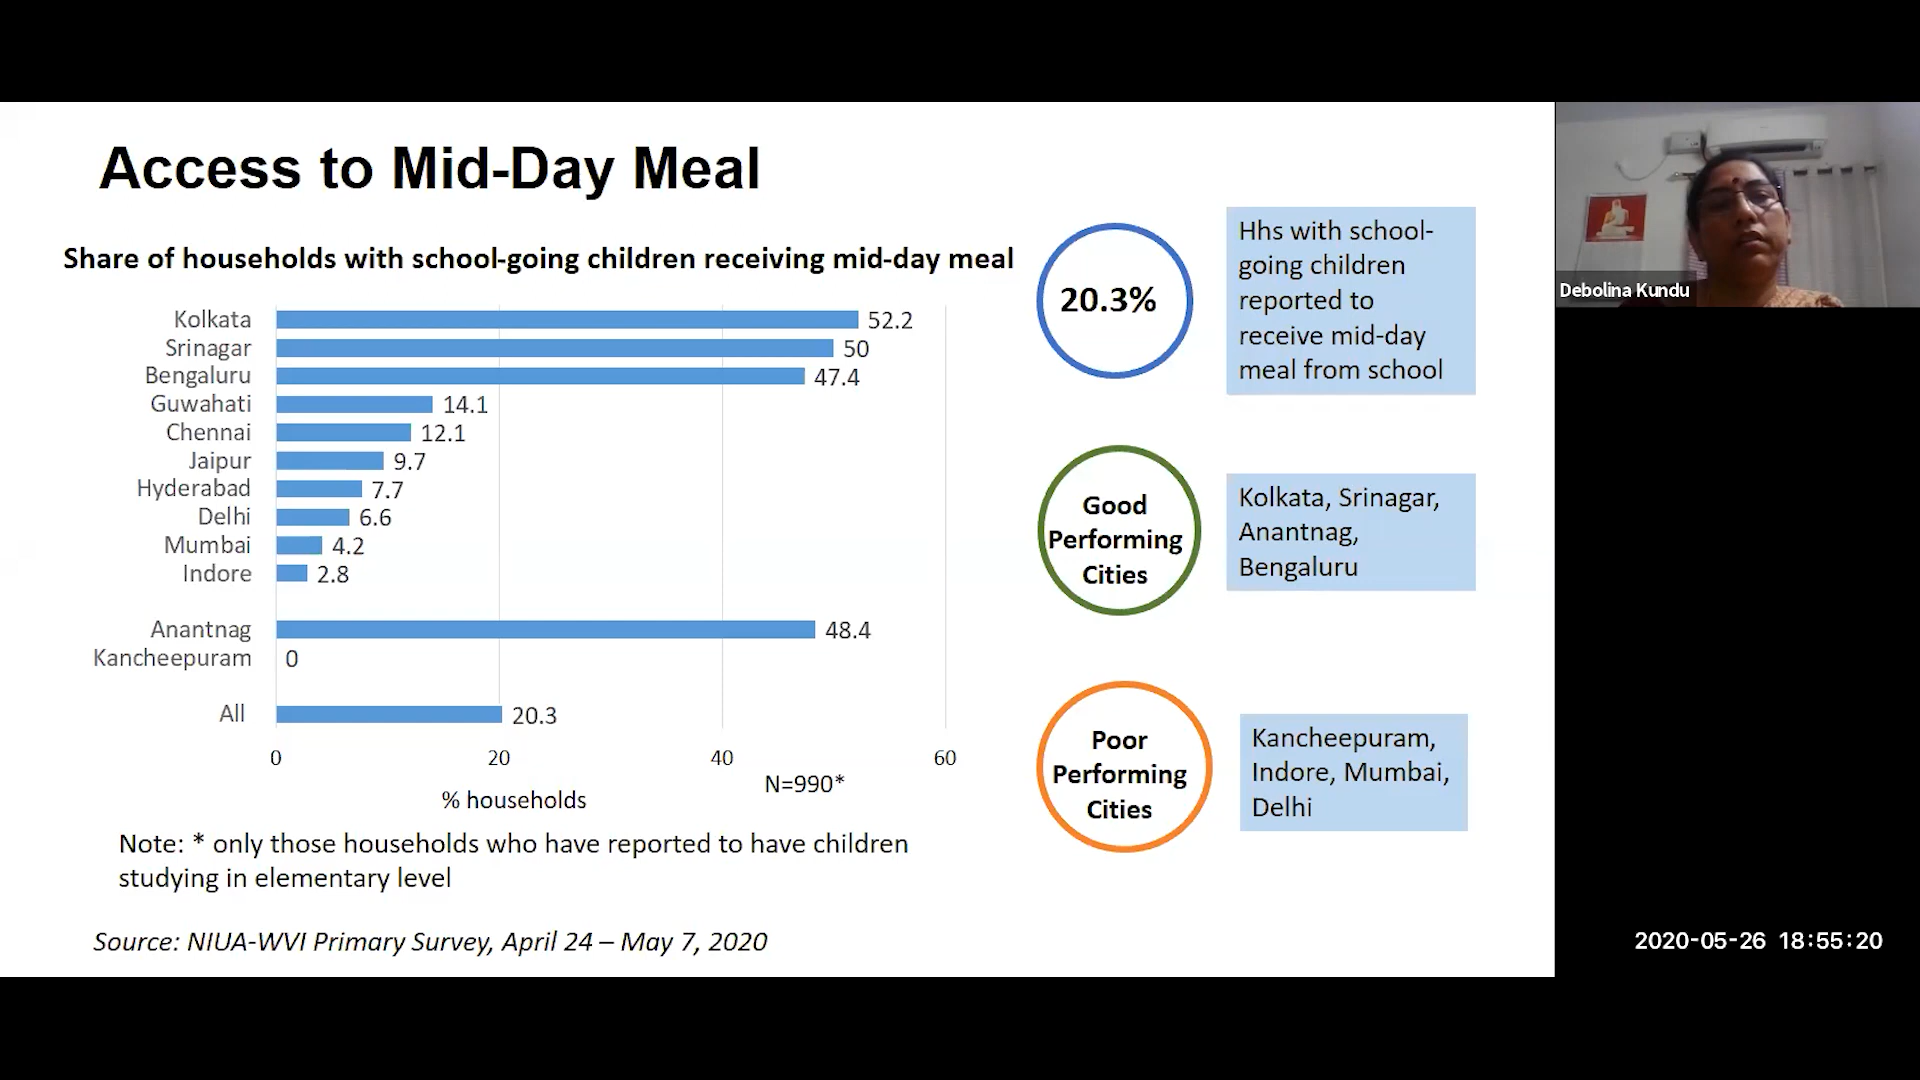 Access to Mid-Day Meal
Share of households with school-going children receiving mid-day meal
Kolkata 52.2
Srinagar 50
Bengaluru 47.4
Guwahati 14.1
Chennai 12.1
Jaipur 9.7
Hyderabad 7.7
Delhi 6.6
Mumbai 4.2
Indore 2.8
Anantnag 48.4
Kancheepuram 0
All 20.3
0 20 40 60
N=990*
% households
Note: * only those households who have reported to have children
studying in elementary level
Source: NIUA-WVI Primary Survey, April 24 – May 7, 2020
20.3%
Hhs with school-
going children
reported to
receive mid-day
meal from school
Good
Performing
Cities
Kolkata, Srinagar,
Anantnag,
Bengaluru
Poor
Performing
Cities
Kancheepuram,
Indore, Mumbai,
Delhi
Debolina Kundu
2020-05-26 18:55:20